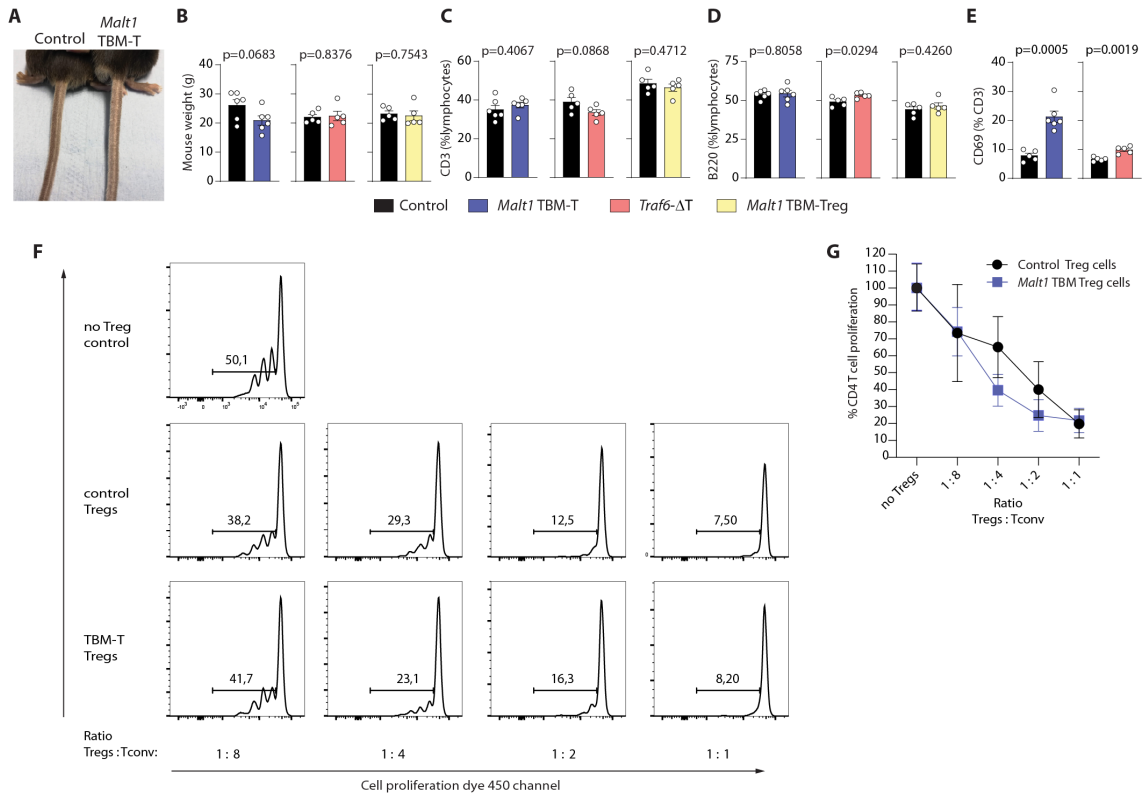 A
Control
Malt1
TBM-T
B
p=0.0683
p=0.8376
p=0.7543
Mouse weight (g)
40
30
20
10
0
C
p=0.4067
p=0.0868
p=0.4712
CD3 (%lymphocytes)
60
40
20
0
D
p=0.8058
p=0.0294
p=0.4260
B220 (%lymphocytes)
75
50
25
0
E
p=0.0005
p=0.0019
CD69 (% CD3)
40
30
20
10
0
Control
Malt1 TBM-T
Traf6-ΔT
Malt1 TBM-Treg
F
no Treg
control
50,1
-10³ 0 10³ 10⁴ 10⁵
control
Tregs
38,2
29,3
12,5
7,50
0
TBM-T
Tregs
41,7
23,1
16,3
8,20
Ratio
Tregs :Tconv:
1 : 8
1 : 4
1 : 2
1 : 1
Cell proliferation dye 450 channel
G
% CD4 T cell proliferation
120
110
100
90
80
70
60
50
40
30
20
10
0
Control Treg cells
Malt1 TBM Treg cells
no Tregs
1 : 8
1 : 4
1 : 2
1 : 1
Ratio
Tregs : Tconv